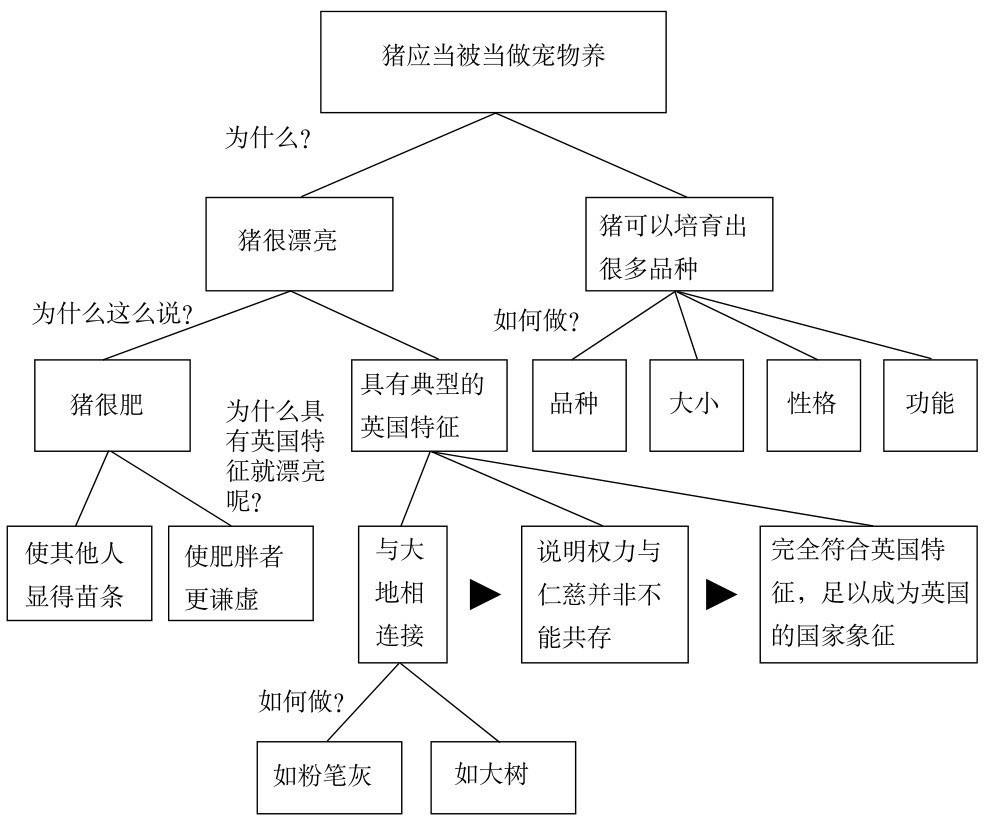 猪应当被当做宠物养
为什么?
猪很漂亮
猪可以培育出
很多品种
为什么这么说?
如何做?
猪很肥
具有典型的
英国特征
品种
大小
性格
功能
为什么具
有英国特
征就漂亮
呢?
使其他人
显得苗条
使肥胖者
更谦虚
与大
地相
连接
说明权力与
仁慈并非不
能共存
完全符合英国特
征，足以成为英国
的国家象征
如何做?
如粉笔灰
如大树